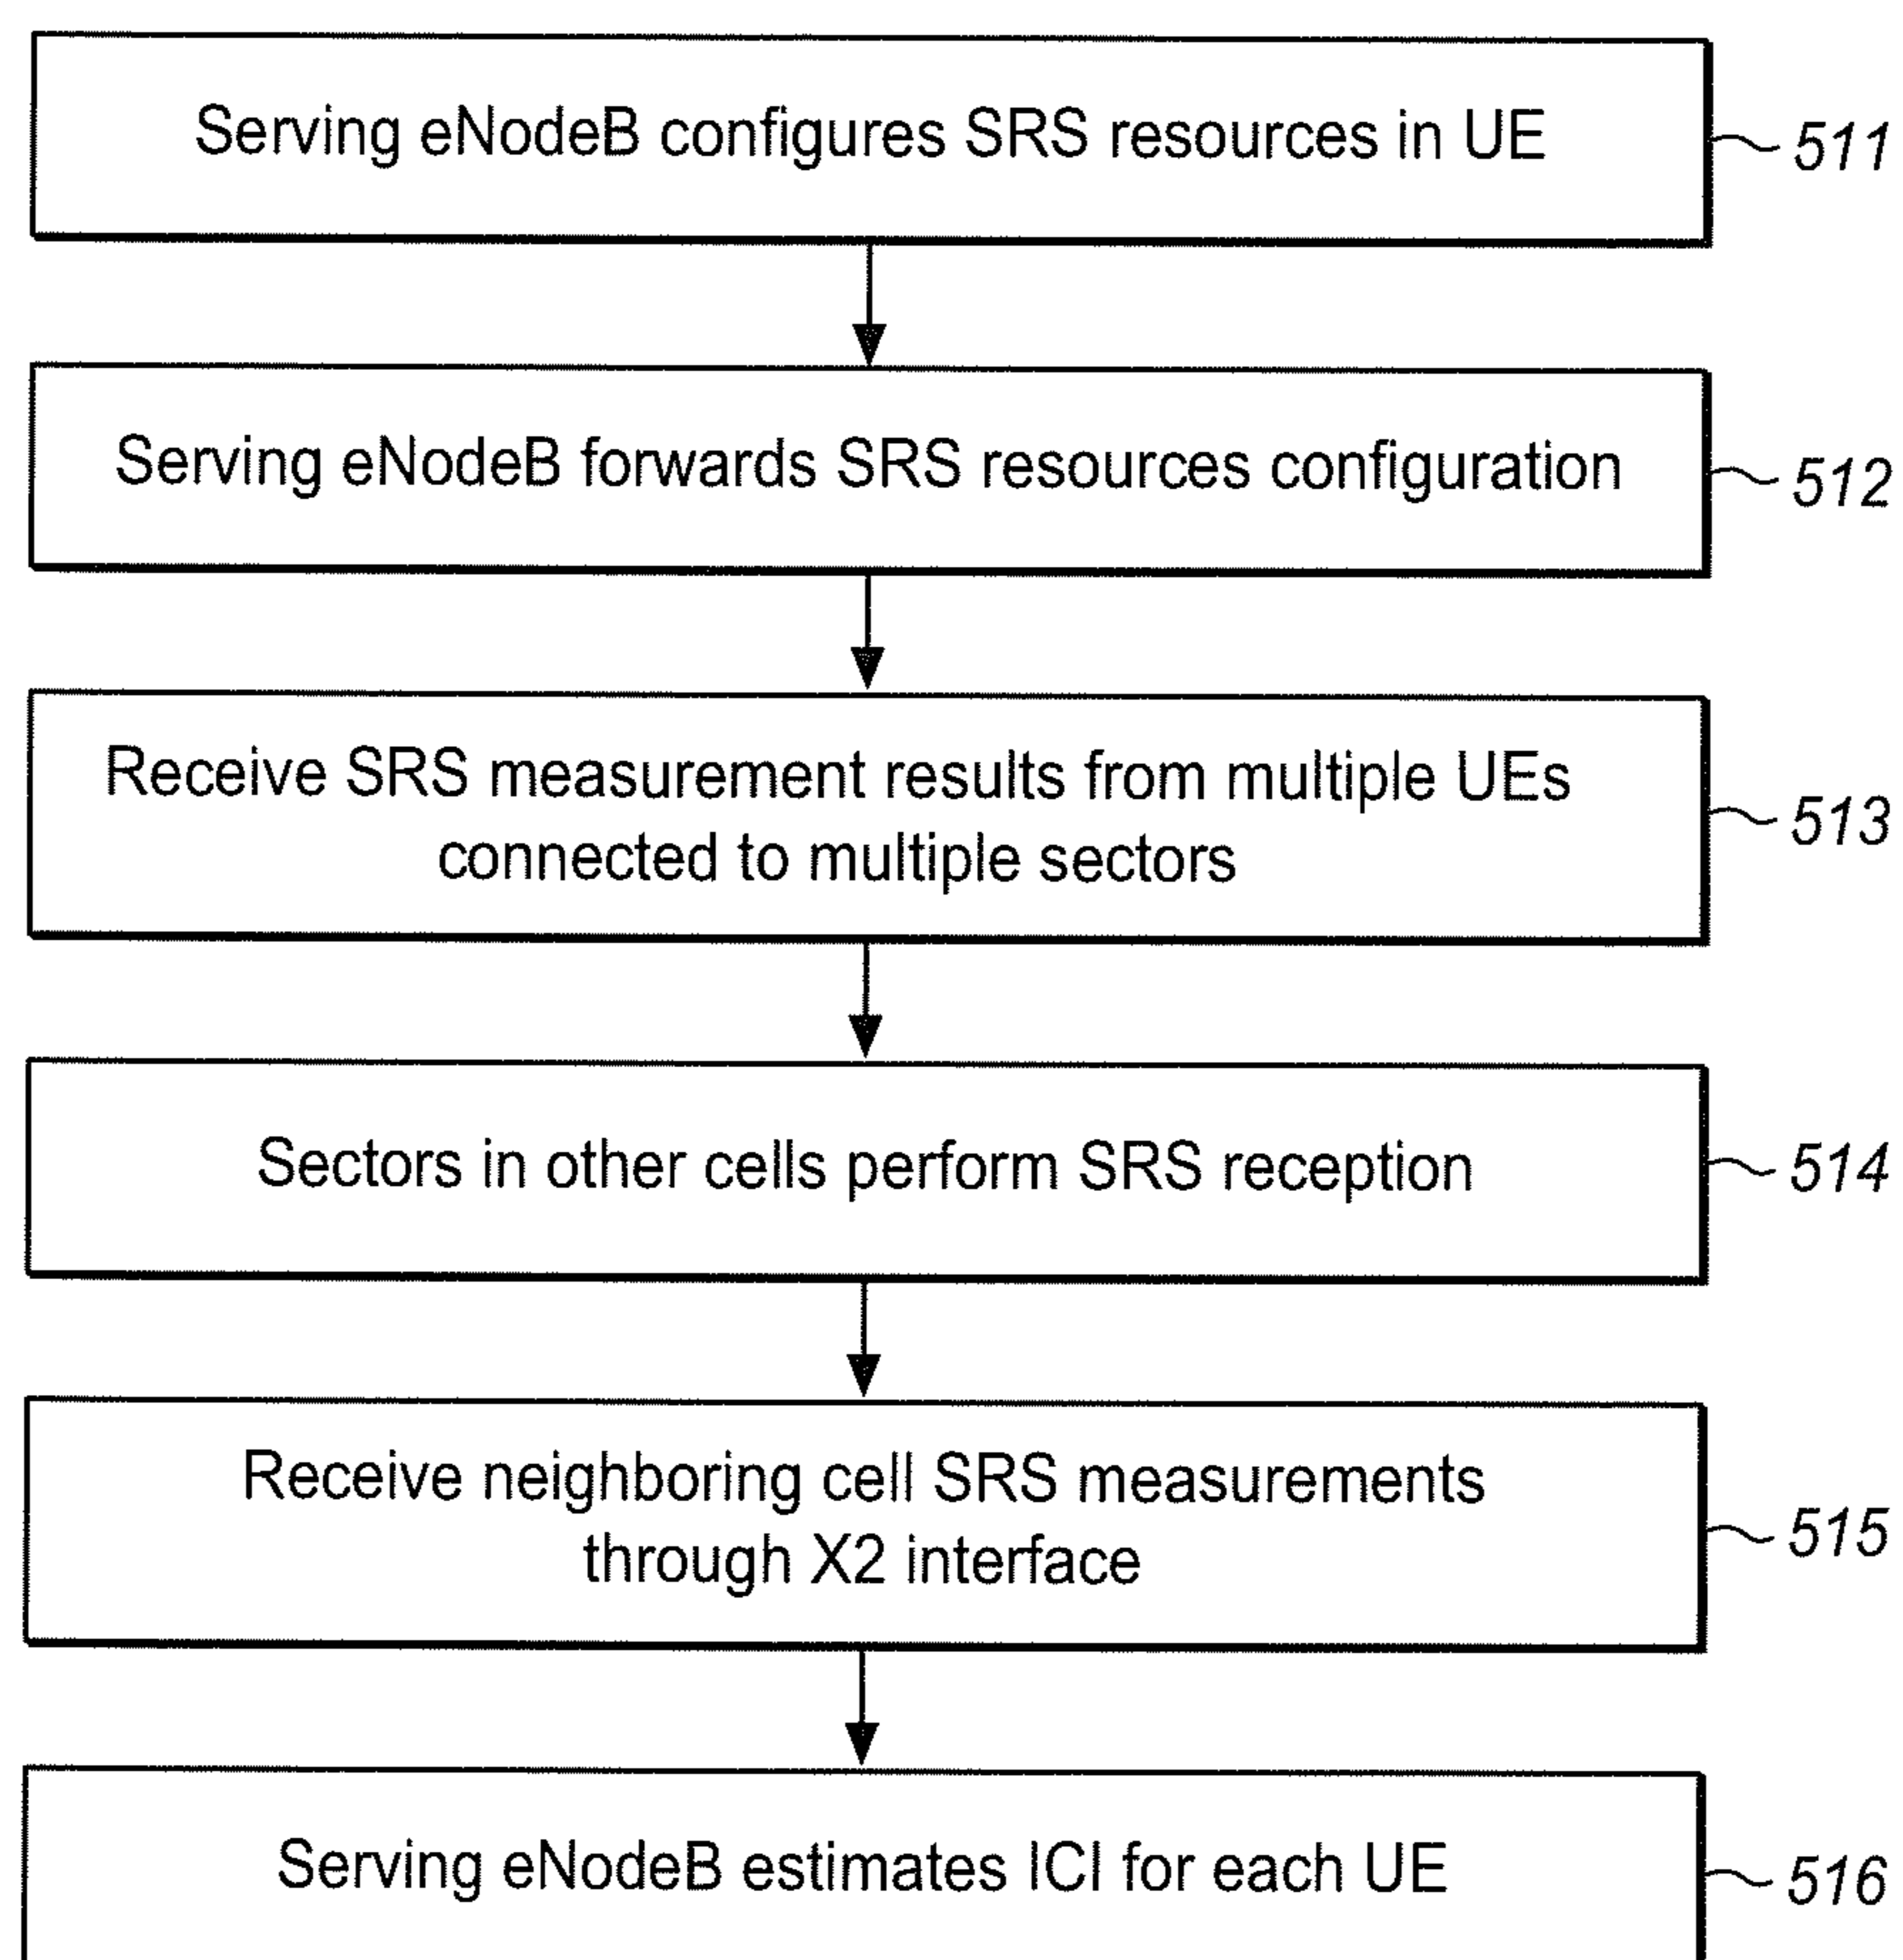 Serving eNodeB configures SRS resources in UE
511
Serving eNodeB forwards SRS resources configuration
512
Receive SRS measurement results from multiple UEs
connected to multiple sectors
513
Sectors in other cells perform SRS reception
514
Receive neighboring cell SRS measurements
through X2 interface
515
Serving eNodeB estimates ICI for each UE
516